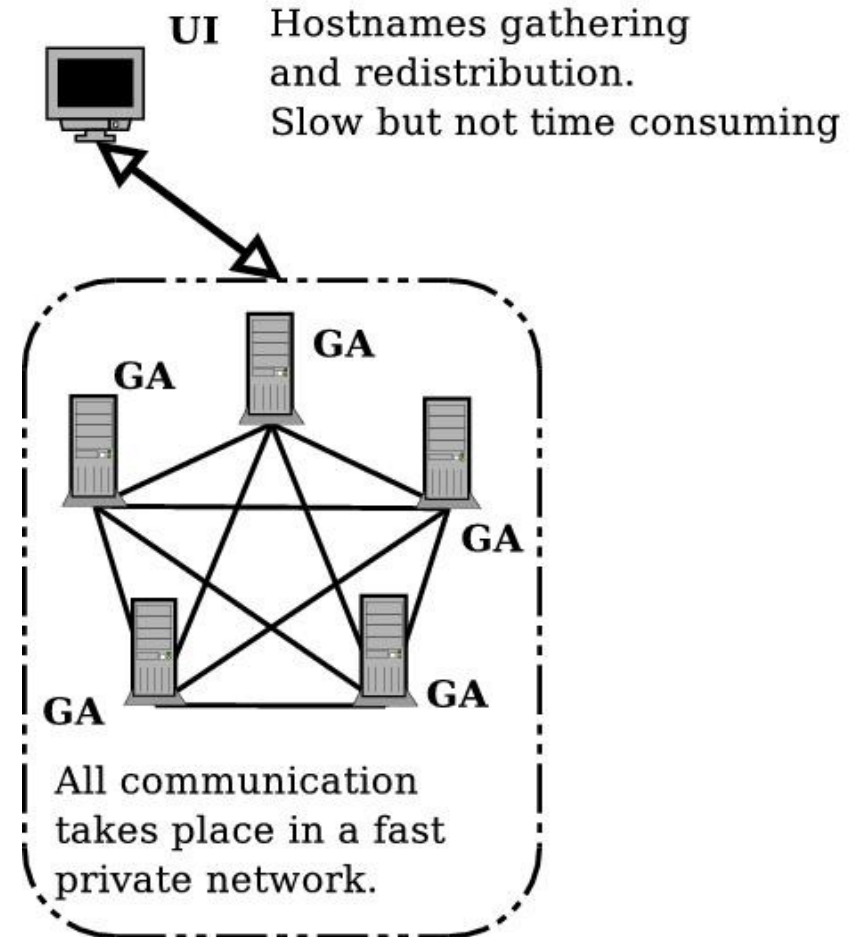 UI
Hostnames gathering
and redistribution.
Slow but not time consuming
GA
GA
GA
GA
GA
All communication
takes place in a fast
private network.